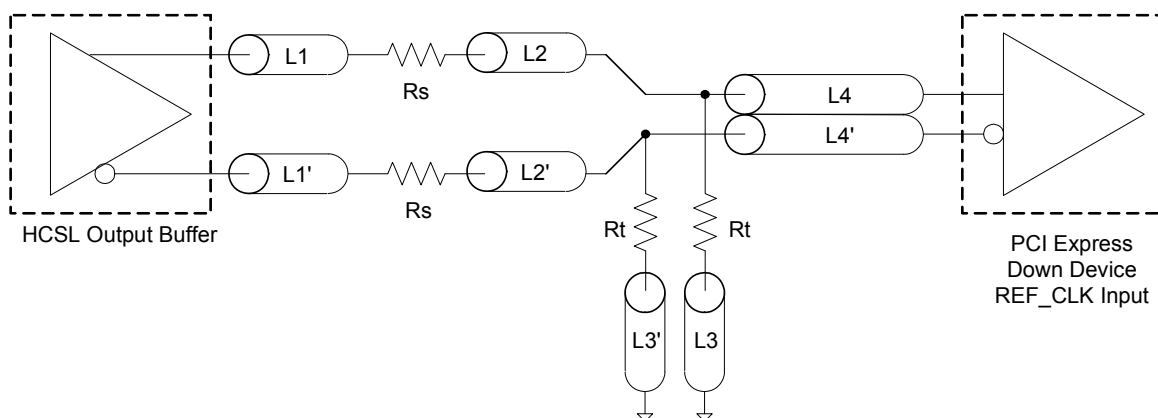 L1
Rs
L2
L4
L4'
L1'
Rs
L2'
HCSL Output Buffer
Rt
Rt
L3'
L3
PCI Express
Down Device
REF_CLK Input